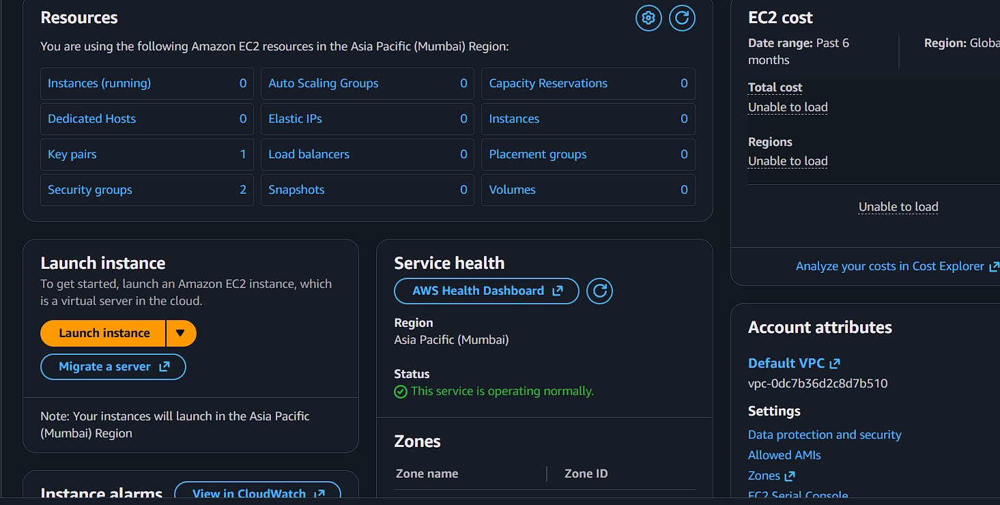 Resources
You are using the following Amazon EC2 resources in the Asia Pacific (Mumbai) Region:
Instances (running) 0
Auto Scaling Groups 0
Capacity Reservations 0
Dedicated Hosts 0
Elastic IPs 0
Instances 0
Key pairs 1
Load balancers 0
Placement groups 0
Security groups 2
Snapshots 0
Volumes 0
Launch instance
To get started, launch an Amazon EC2 instance, which
is a virtual server in the cloud.
Launch instance
Migrate a server
Note: Your instances will launch in the Asia Pacific
(Mumbai) Region
Instance alarms
View in CloudWatch
Service health
AWS Health Dashboard
Region
Asia Pacific (Mumbai)
Status
This service is operating normally.
Zones
Zone name
Zone ID
EC2 cost
Date range: Past 6
months
Region: Globa
Total cost
Unable to load
Regions
Unable to load
Unable to load
Analyze your costs in Cost Explorer
Account attributes
Default VPC
vpc-0dc7b36d2c8d7b510
Settings
Data protection and security
Allowed AMIs
Zones
EC2 Serial Console